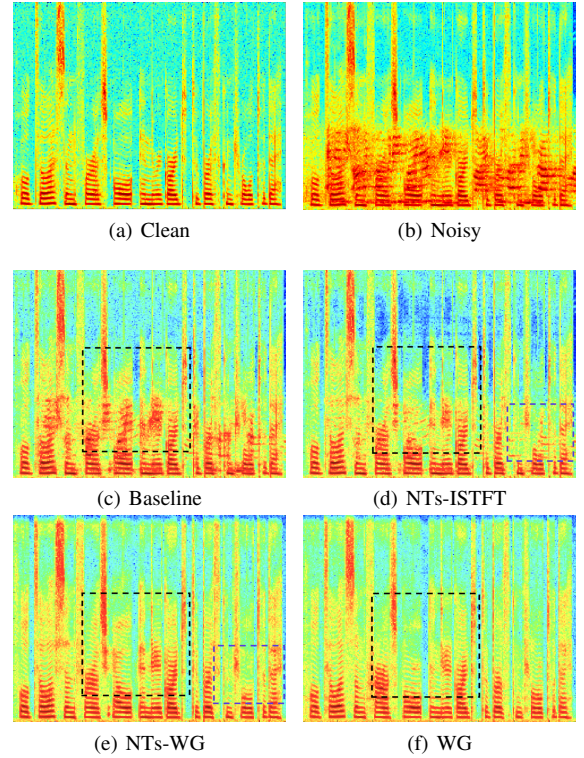 (a) Clean
(b) Noisy
(c) Baseline
(d) NTs-ISTFT
(e) NTs-WG
(f) WG